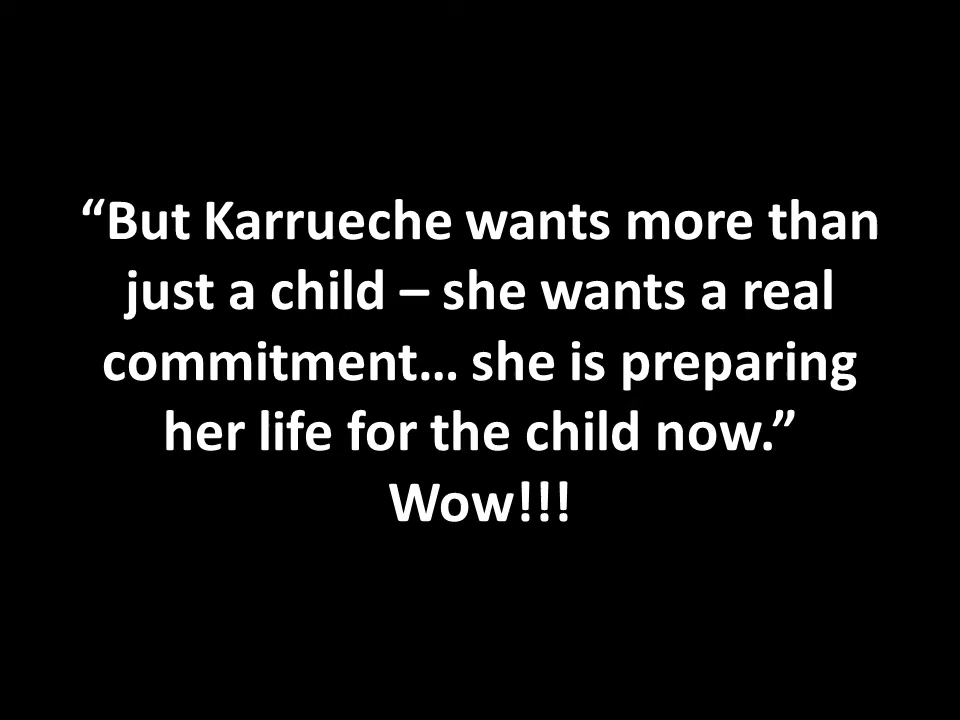 “But Karrueche wants more than
just a child – she wants a real
commitment… she is preparing
her life for the child now.”
Wow!!!